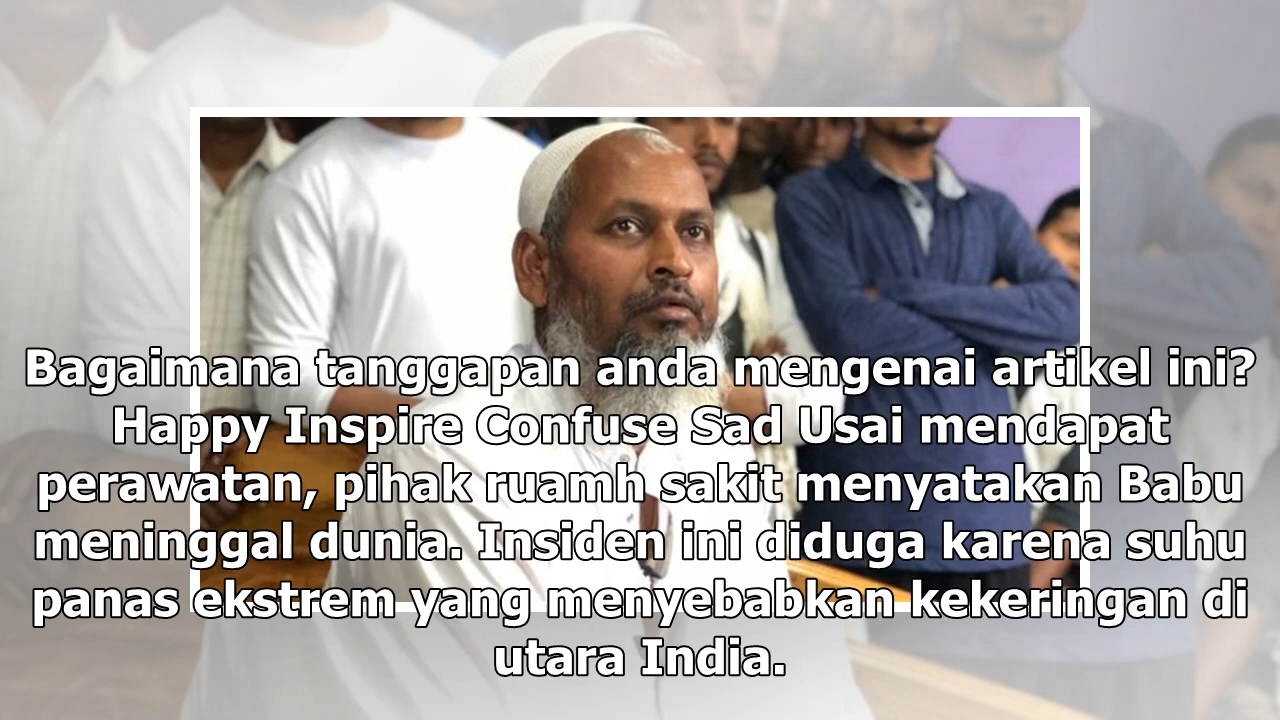 Bagaimana tanggapan anda mengenai artikel ini?
Happy Inspire Confuse Sad Usai mendapat
perawatan, pihak ruamh sakit menyatakan Babu
meninggal dunia. Insiden ini diduga karena suhu
panas ekstrem yang menyebabkan kekeringan di
utara India.